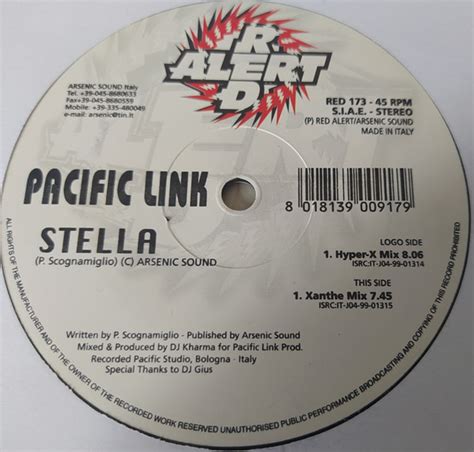 RED
ALERT
ARSENIC SOUND Italy
Tel. +39-045-8680633
Fax+39-045-8680559
Mobile: +39-335-480049
e-mail: arsenic@tin.it
RED 173 - 45 RPM
S.I.A.E. - STEREO
(P) RED ALERT/ARSENIC SOUND
MADE IN ITALY
PACIFIC LINK
8 018139 009179
STELLA
(P. Scognamiglio) (C) ARSENIC SOUND
LOGO SIDE
1. Hyper-X Mix 8.06
ISRC:IT-J04-99-01314
THIS SIDE
1. Xanthe Mix 7.45
ISRC:IT-J04-99-01315
Written by P. Scognamiglio - Published by Arsenic Sound
Mixed & Produced by DJ Kharma for Pacific Link Prod.
Recorded Pacific Studio, Bologna - Italy
Special Thanks to DJ Gius
ALL RIGHTS OF THE MANUFACTURER AND OF THE OWNER OF THE RECORDED WORK RESERVED UNAUTHORISED PUBLIC PERFORMANCE BROADCASTING AND COPYING OF THIS RECORD PROHIBITED